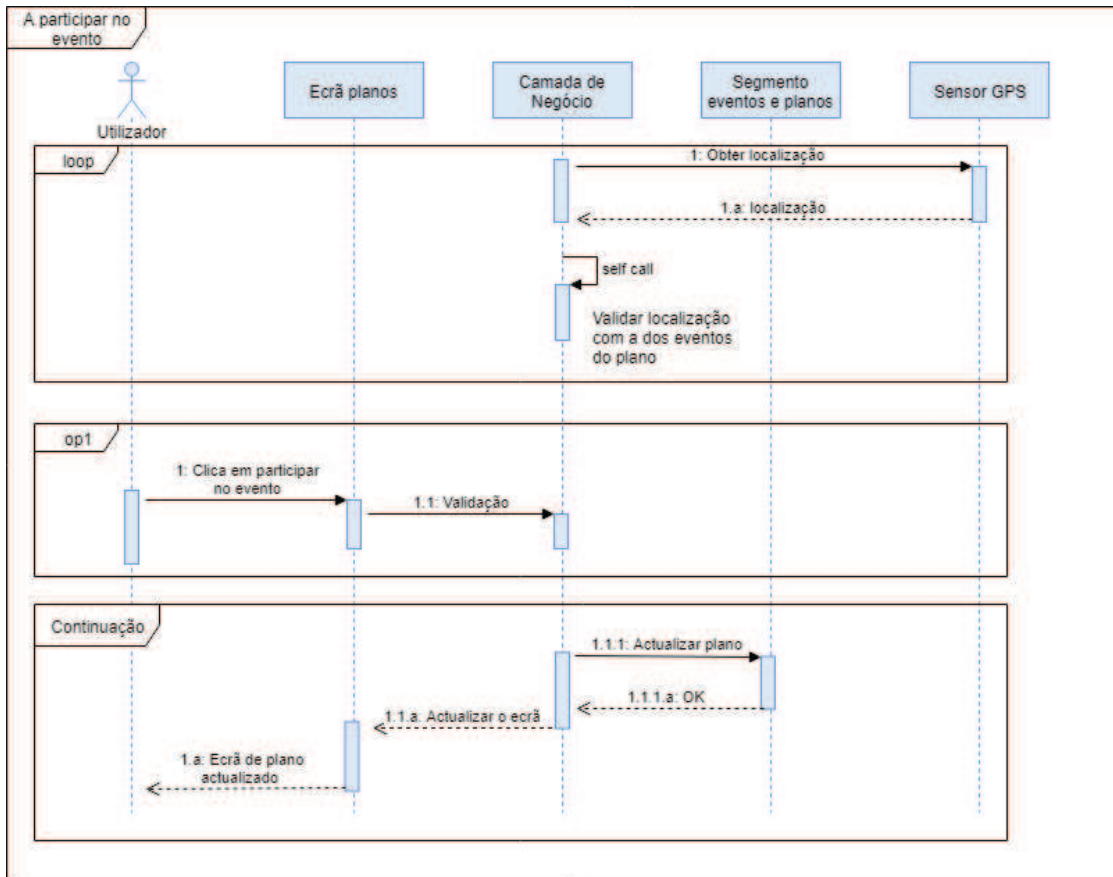 A participar no
evento
Utilizador
Ecrã planos
Camada de
Negócio
Segmento
eventos e planos
Sensor GPS
loop
1: Obter localização
1.a: localização
self call
Validar localização
com a dos eventos
do plano
op1
1: Clica em participar
no evento
1.1: Validação
Continuação
1.1.1: Actualizar plano
1.1.1.a: OK
1.1.a: Actualizar o ecrã
1.a: Ecrã de plano
actualizado